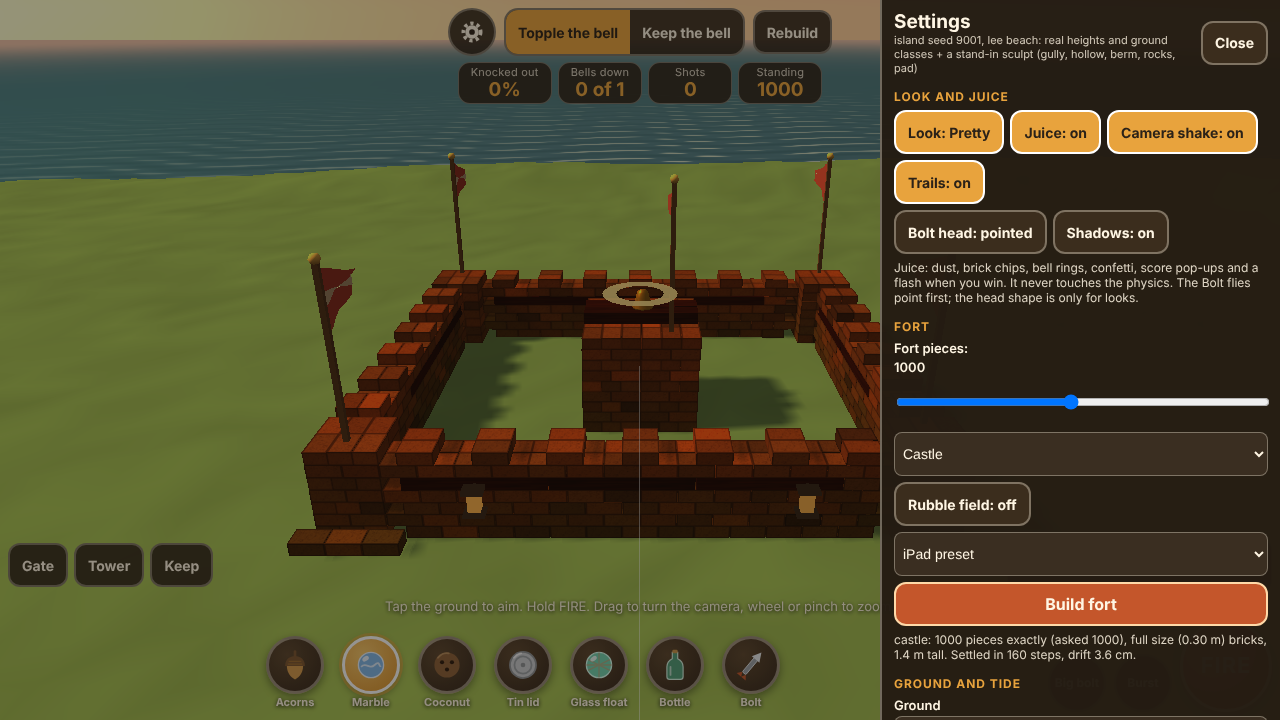 Topple the bell
Keep the bell
Rebuild
Knocked out
0%
Bells down
0 of 1
Shots
0
Standing
1000
Gate
Tower
Keep
Tap the ground to aim. Hold FIRE. Drag to turn the camera, wheel or pinch to zoo
Acorns
Marble
Coconut
Tin lid
Glass float
Bottle
Bolt
Settings
island seed 9001, lee beach: real heights and ground
classes + a stand-in sculpt (gully, hollow, berm, rocks,
pad)
Close
LOOK AND JUICE
Look: Pretty
Juice: on
Camera shake: on
Trails: on
Bolt head: pointed
Shadows: on
Juice: dust, brick chips, bell rings, confetti, score pop-ups and a
flash when you win. It never touches the physics. The Bolt flies
point first; the head shape is only for looks.
FORT
Fort pieces:
1000
Castle
Rubble field: off
iPad preset
Build fort
castle: 1000 pieces exactly (asked 1000), full size (0.30 m) bricks,
1.4 m tall. Settled in 160 steps, drift 3.6 cm.
GROUND AND TIDE
Ground